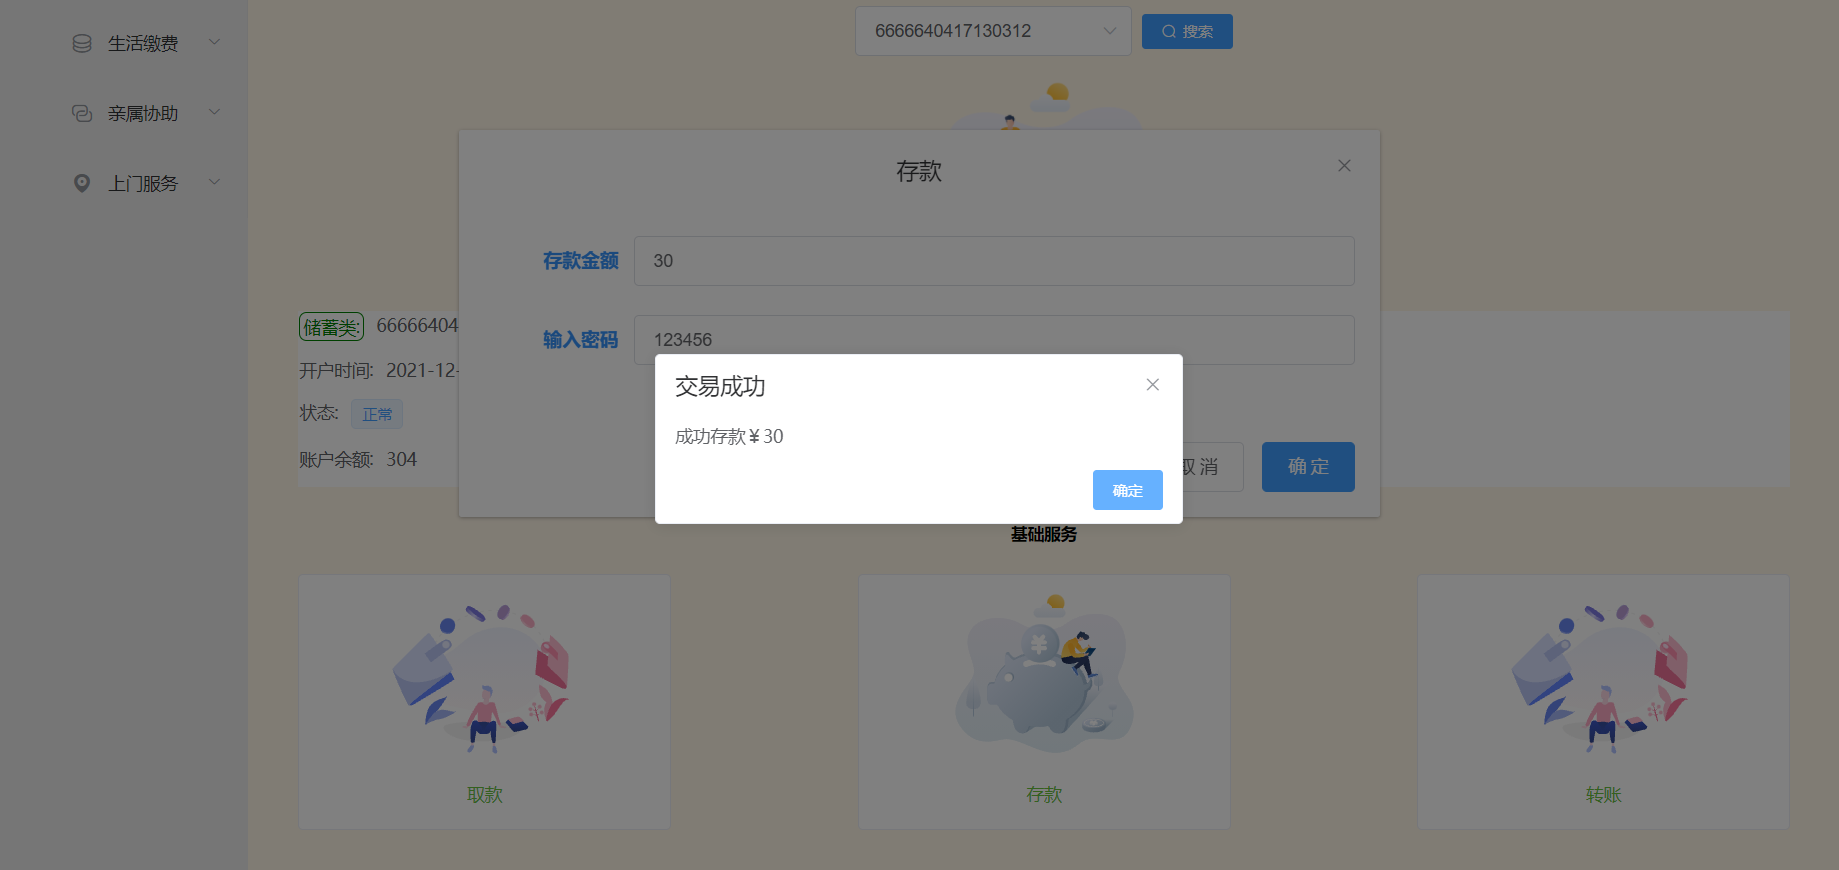 生活缴费
亲属协助
上门服务
6666640417130312
搜索
存款
存款金额 30
输入密码 123456
储蓄类: 66666404
开户时间: 2021-12-
状态: 正常
账户余额: 304
交易成功
成功存款¥30
确定
取 消
确 定
基础服务
取款
存款
转账